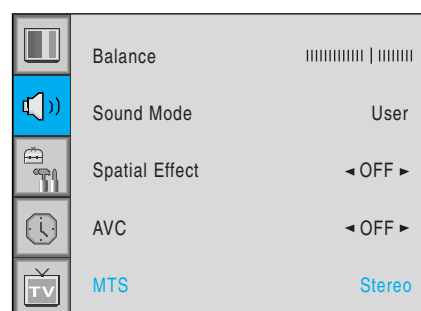 Balance
Sound Mode User
Spatial Effect ◄ OFF ►
AVC ◄ OFF ►
TV MTS Stereo